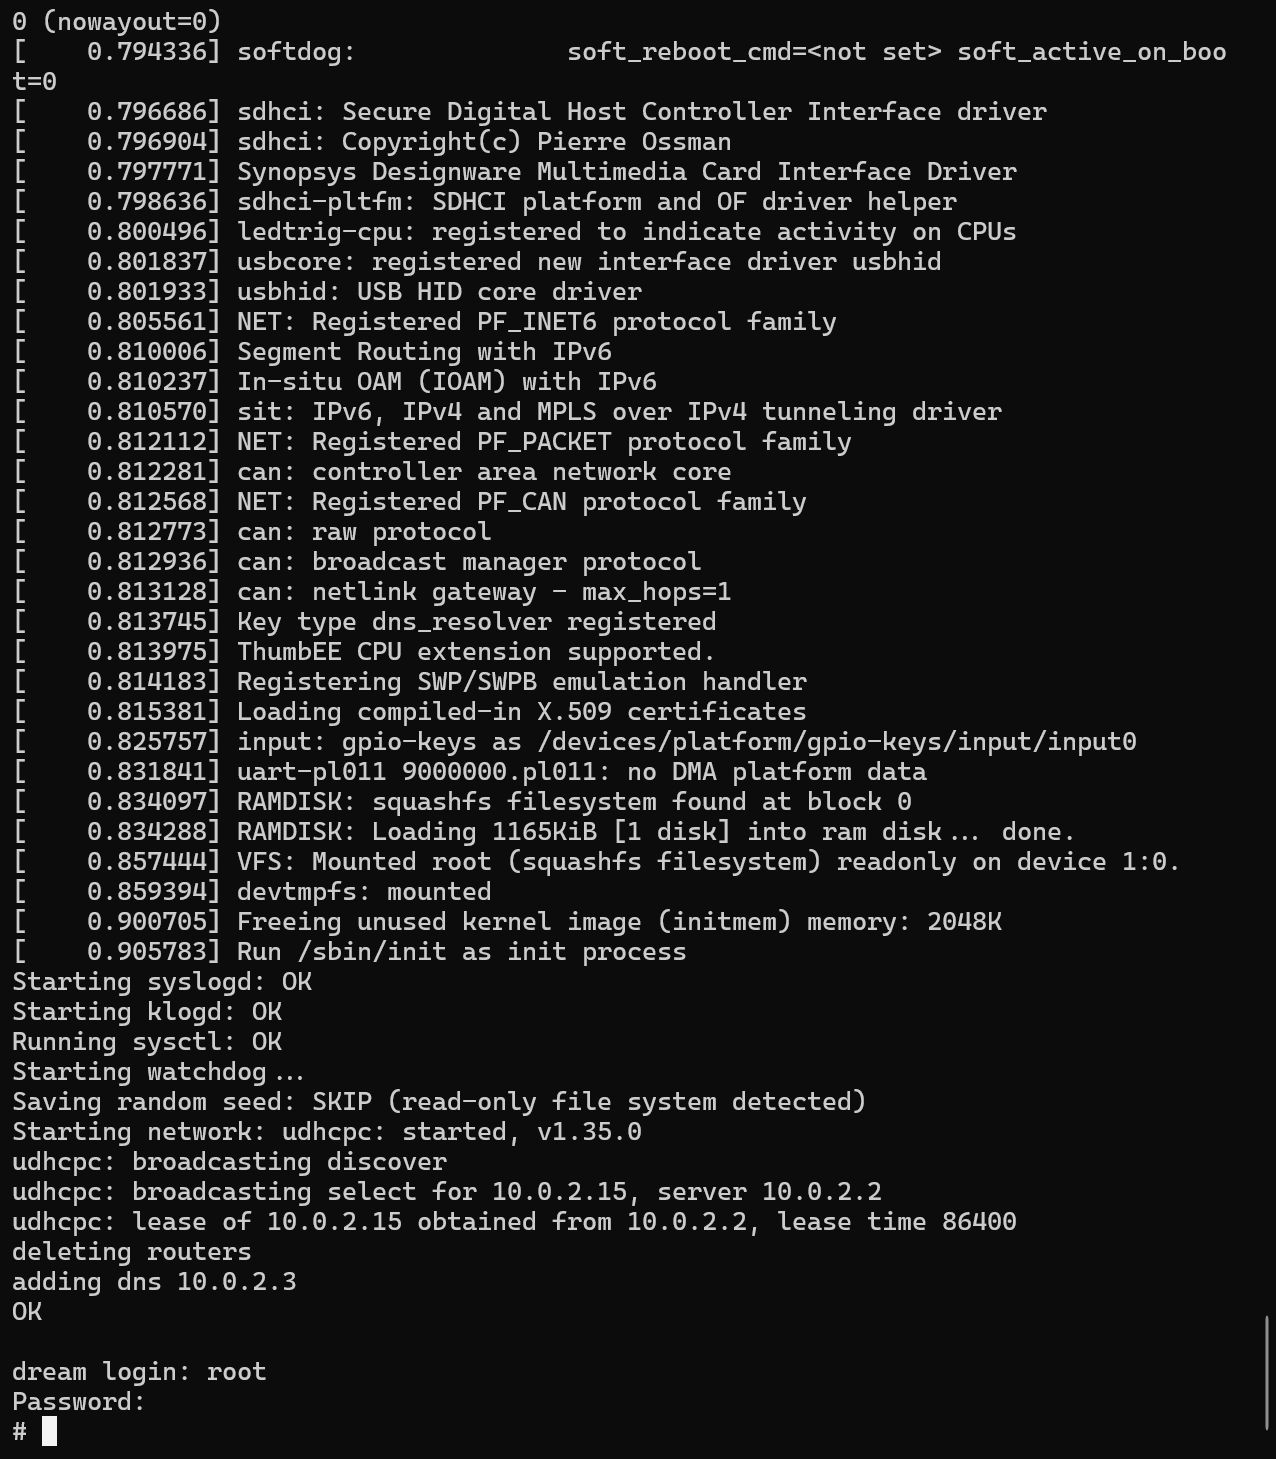 0 (nowayout=0)
[    0.794336] softdog:              soft_reboot_cmd=<not set> soft_active_on_boo
t=0
[    0.796686] sdhci: Secure Digital Host Controller Interface driver
[    0.796904] sdhci: Copyright(c) Pierre Ossman
[    0.797771] Synopsys Designware Multimedia Card Interface Driver
[    0.798636] sdhci-pltfm: SDHCI platform and OF driver helper
[    0.800496] ledtrig-cpu: registered to indicate activity on CPUs
[    0.801837] usbcore: registered new interface driver usbhid
[    0.801933] usbhid: USB HID core driver
[    0.805561] NET: Registered PF_INET6 protocol family
[    0.810006] Segment Routing with IPv6
[    0.810237] In-situ OAM (IOAM) with IPv6
[    0.810570] sit: IPv6, IPv4 and MPLS over IPv4 tunneling driver
[    0.812112] NET: Registered PF_PACKET protocol family
[    0.812281] can: controller area network core
[    0.812568] NET: Registered PF_CAN protocol family
[    0.812773] can: raw protocol
[    0.812936] can: broadcast manager protocol
[    0.813128] can: netlink gateway - max_hops=1
[    0.813745] Key type dns_resolver registered
[    0.813975] ThumbEE CPU extension supported.
[    0.814183] Registering SWP/SWPB emulation handler
[    0.815381] Loading compiled-in X.509 certificates
[    0.825757] input: gpio-keys as /devices/platform/gpio-keys/input/input0
[    0.831841] uart-pl011 9000000.pl011: no DMA platform data
[    0.834097] RAMDISK: squashfs filesystem found at block 0
[    0.834288] RAMDISK: Loading 1165KiB [1 disk] into ram disk... done.
[    0.857444] VFS: Mounted root (squashfs filesystem) readonly on device 1:0.
[    0.859394] devtmpfs: mounted
[    0.900705] Freeing unused kernel image (initmem) memory: 2048K
[    0.905783] Run /sbin/init as init process
Starting syslogd: OK
Starting klogd: OK
Running sysctl: OK
Starting watchdog...
Saving random seed: SKIP (read-only file system detected)
Starting network: udhcpc: started, v1.35.0
udhcpc: broadcasting discover
udhcpc: broadcasting select for 10.0.2.15, server 10.0.2.2
udhcpc: lease of 10.0.2.15 obtained from 10.0.2.2, lease time 86400
deleting routers
adding dns 10.0.2.3
OK

dream login: root
Password:
#